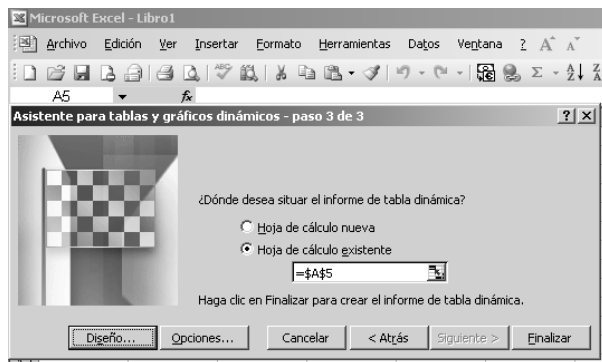 Microsoft Excel - Libro1
Archivo Edición Ver Insertar Formato Herramientas Datos Ventana ? A A
ABC Σ A Z Z A
A5 fx
Asistente para tablas y gráficos dinámicos - paso 3 de 3 ? X
¿Dónde desea situar el informe de tabla dinámica?
Hoja de cálculo nueva
Hoja de cálculo existente
=$A$5
Haga clic en Finalizar para crear el informe de tabla dinámica.
Diseño... Opciones... Cancelar < Atrás Siguiente > Finalizar